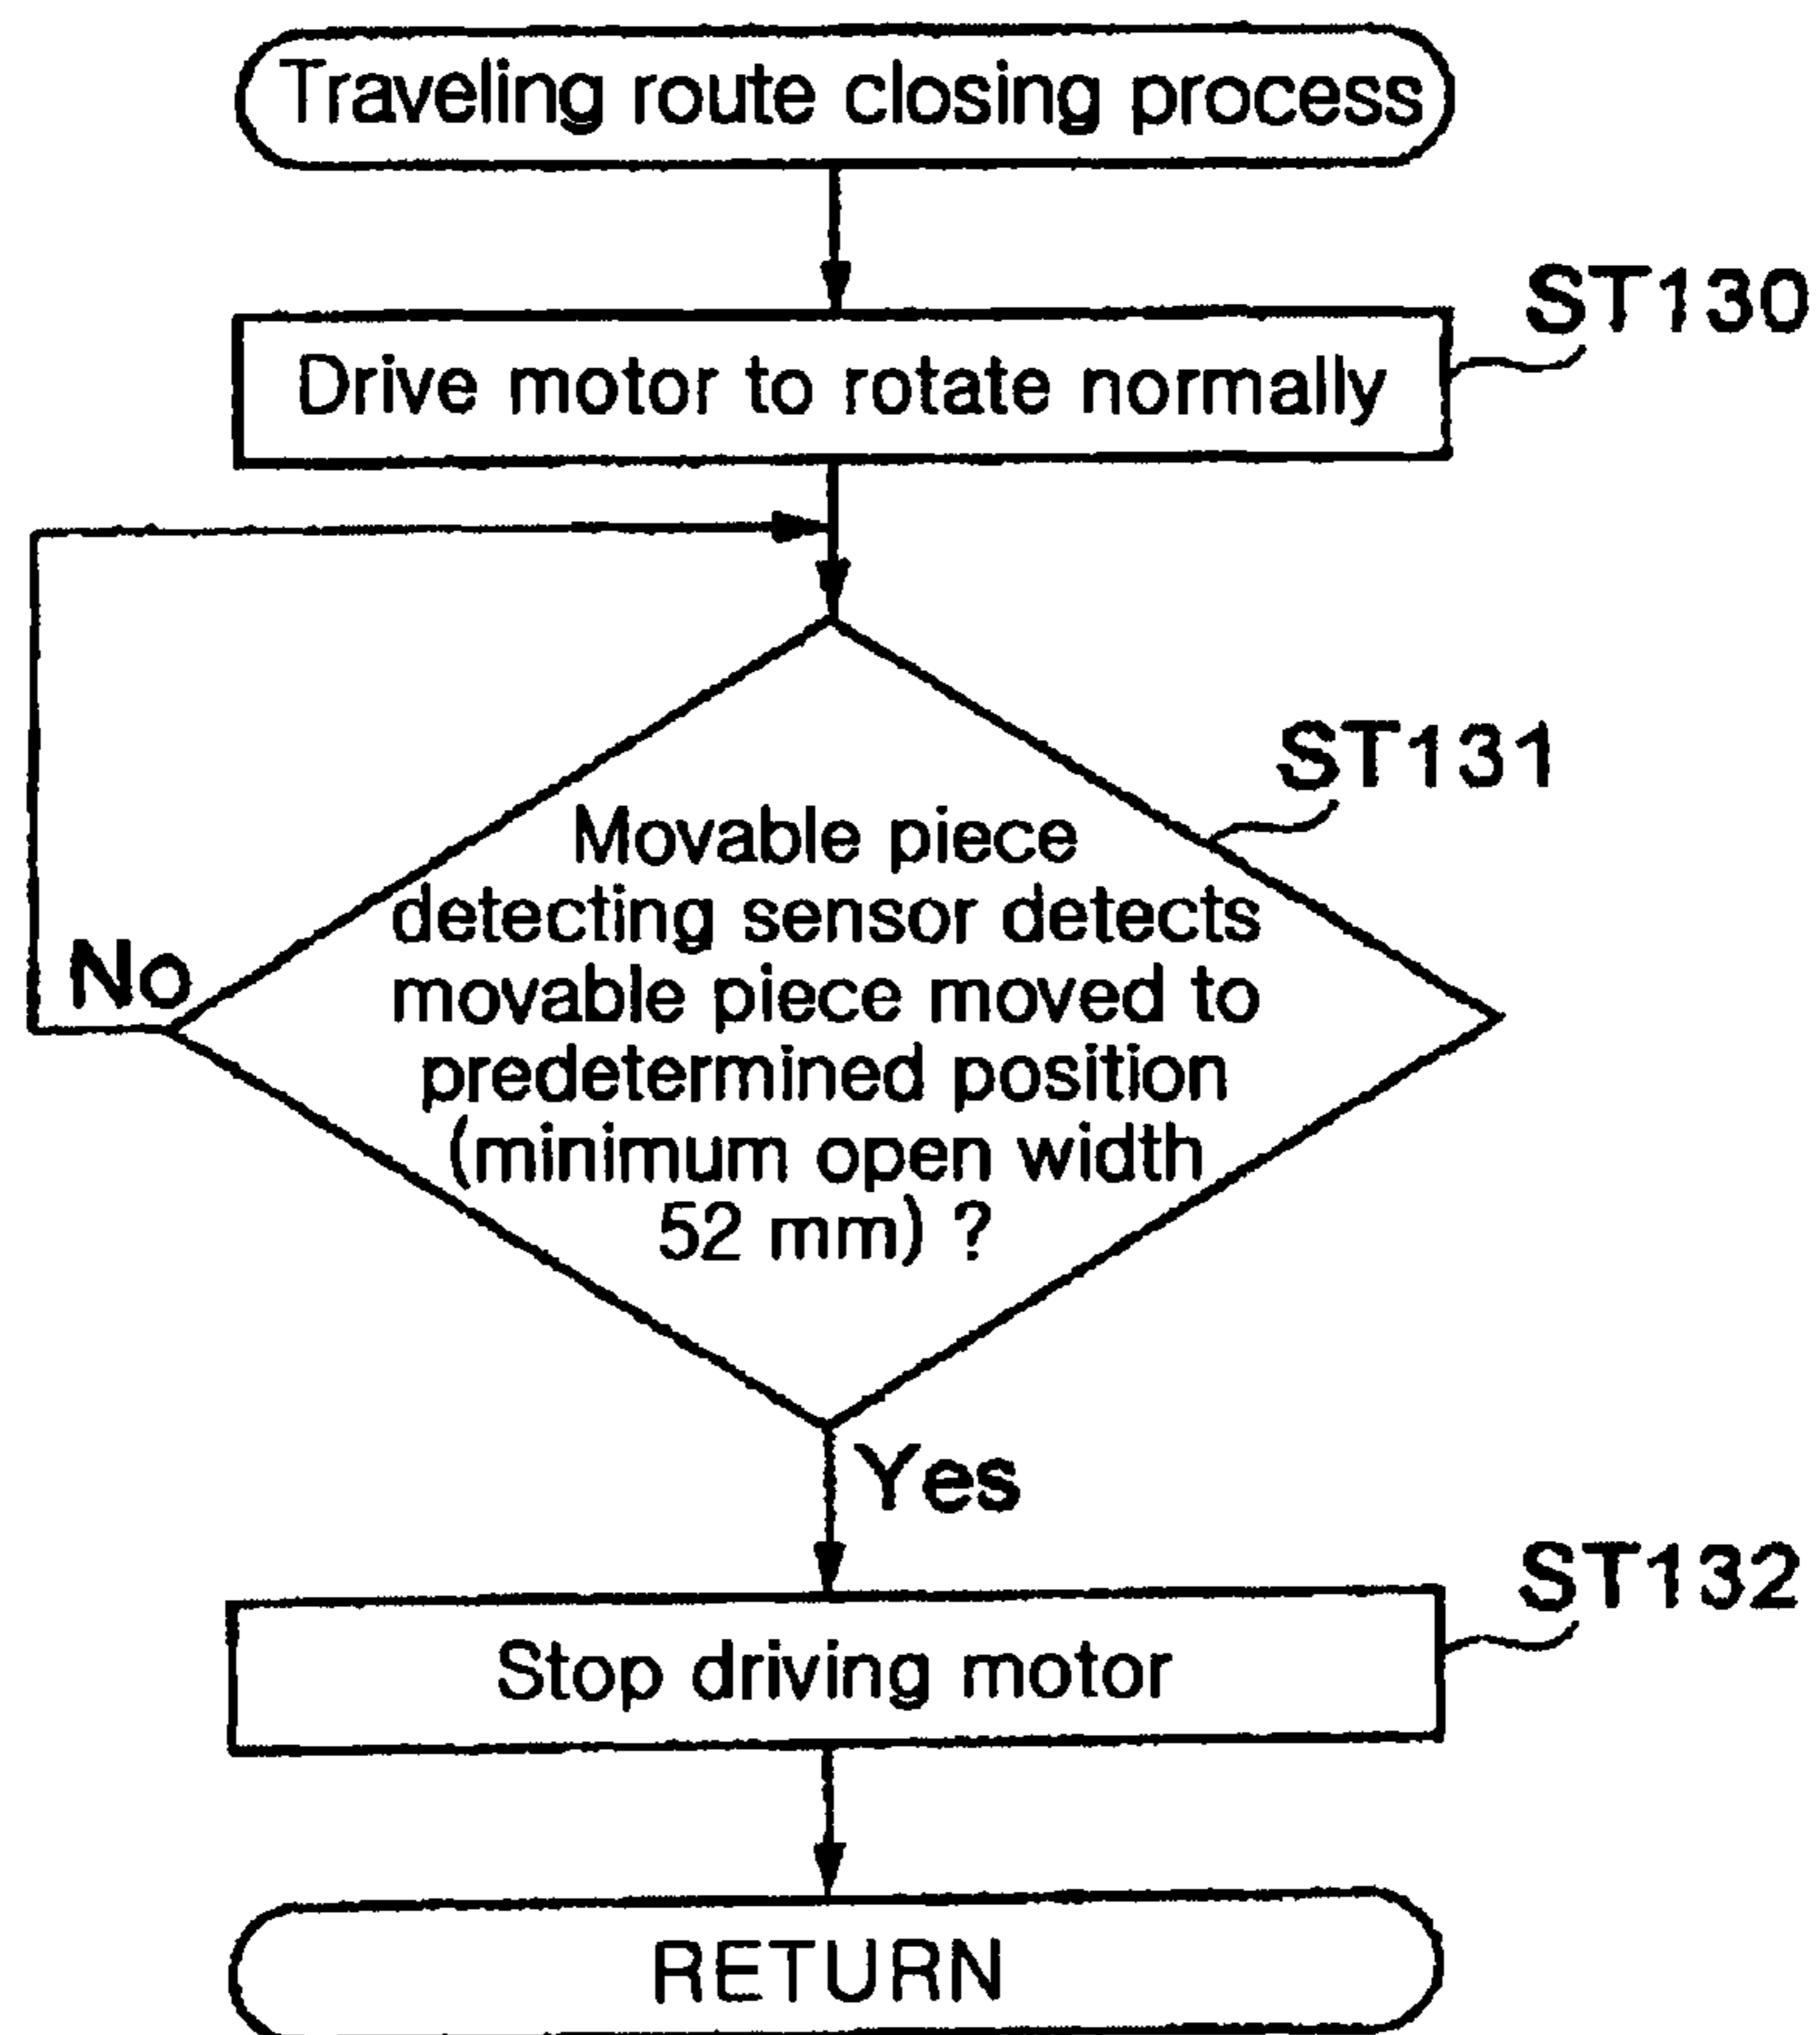 Traveling route closing process
ST130
Drive motor to rotate normally
ST131
Movable piece
detecting sensor detects
movable piece moved to
predetermined position
(minimum open width
52 mm) ?
No
Yes
ST132
Stop driving motor
RETURN